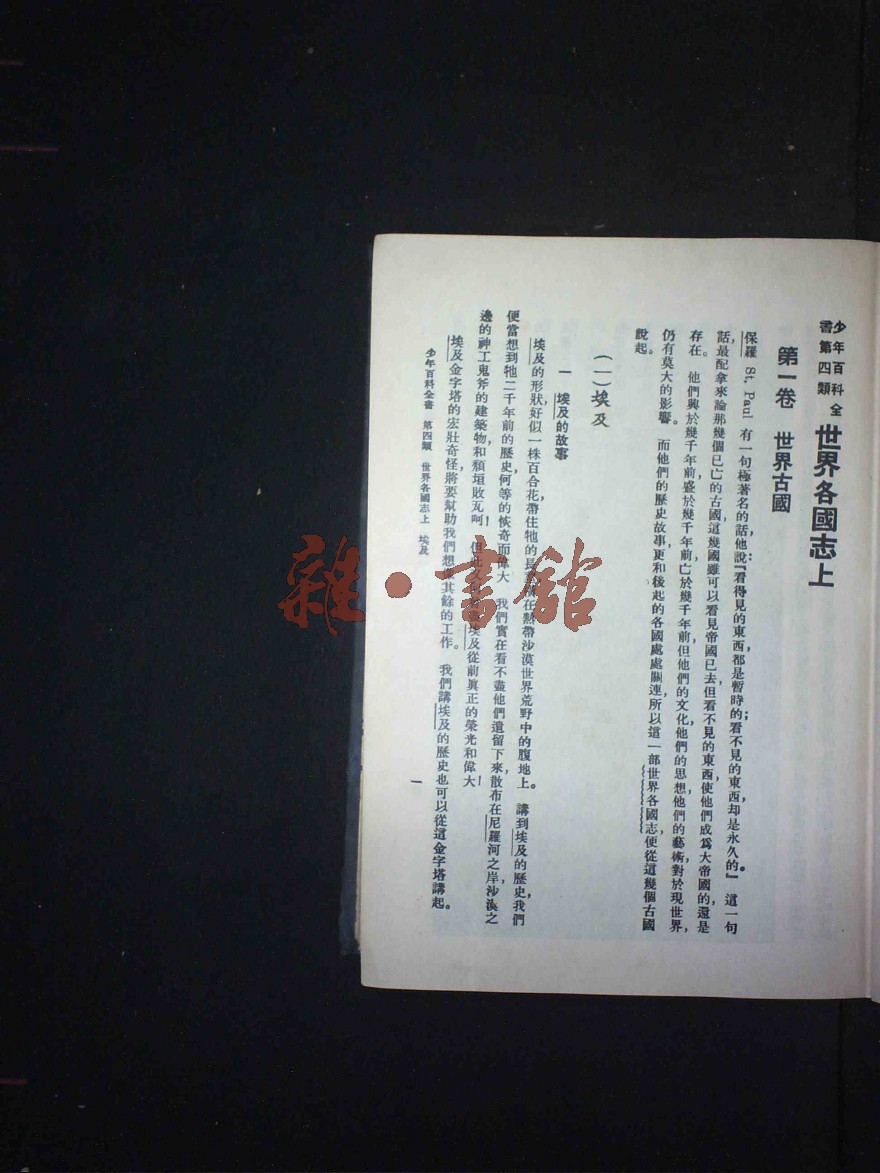 少年百科全
書第四類
世界各國志上
第一卷 世界古國
保羅 St. Paul 有一句極著名的話,他說:『看得見的東西,都是暫時的;看不見的東西,却是永久的。』 這一句
話,最配拿來論那幾個已亡的古國,這幾國雖可以看見帝國已去,但看不見的東西,使他們成爲大帝國的,還是
存在。 他們興於幾千年前,盛於幾千年前,亡於幾千年前,但他們的文化,他們的思想,他們的藝術,對於現世界,
仍有莫大的影響。 而他們的歷史故事,更和後起的各國處處關連,所以這一部世界各國志,便從這幾個古國
說起。
(一)埃及
一 埃及的故事
埃及的形狀,好似一株百合花,帶住牠的長 在熱帶沙漠世界荒野中的腹地上。 講到埃及的歷史,我們
便當想到牠二千年前的歷史,何等的恢奇而偉大 我們實在看不盡他們遺留下來,散布在尼羅河之岸,沙漠之
邊的神工鬼斧的建築物,和頹垣敗瓦呵! 但此又 埃及從前眞正的榮光和偉大!
埃及金字塔的宏壯奇怪,將要幫助我們想 其餘的工作。 我們講埃及的歷史,也可以從這金字塔講起。
少年百科全書 第四類 世界各國志上 埃及
一
雜·書館